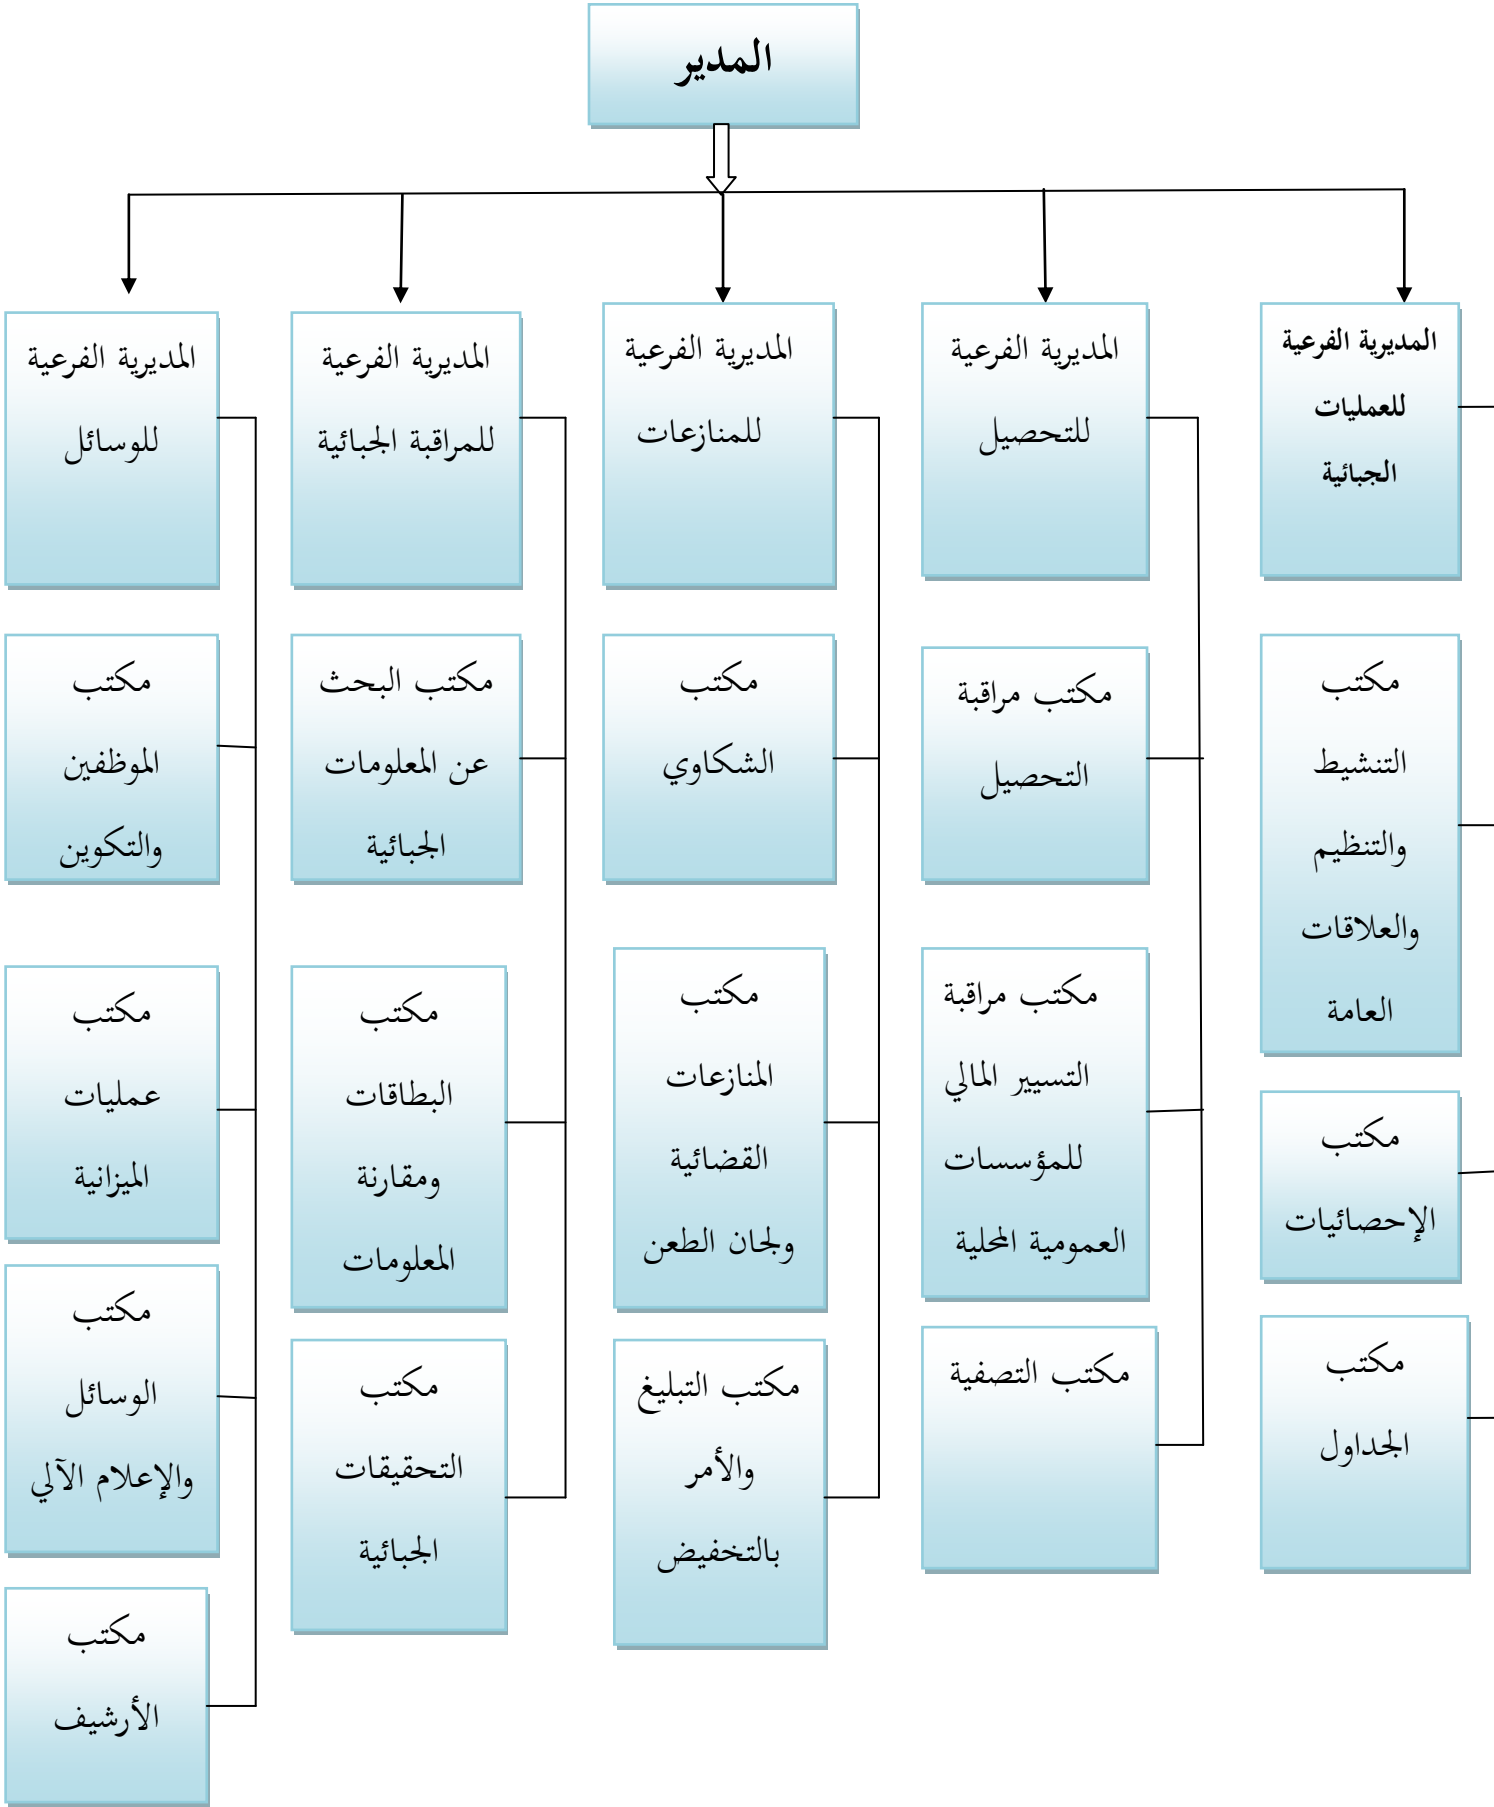 المدير
المديرية الفرعية
للعمليات
الجبائية
المديرية الفرعية
للتحصيل
المديرية الفرعية
للمنازعات
المديرية الفرعية
للمراقبة الجبائية
المديرية الفرعية
للوسائل
مكتب
التنشيط
والتنظيم
والعلاقات
العامة
مكتب
الإحصائيات
مكتب
الجداول
مكتب مراقبة
التحصيل
مكتب مراقبة
التسيير المالي
للمؤسسات
العمومية المحلية
مكتب التصفية
مكتب
الشكاوي
مكتب
المنازعات
القضائية
ولجان الطعن
مكتب التبليغ
والأمر
بالتخفيض
مكتب البحث
عن المعلومات
الجبائية
مكتب
البطاقات
ومقارنة
المعلومات
مكتب
التحقيقات
الجبائية
مكتب
الموظفين
والتكوين
مكتب
عمليات
الميزانية
مكتب
الوسائل
والإعلام الآلي
مكتب
الأرشيف